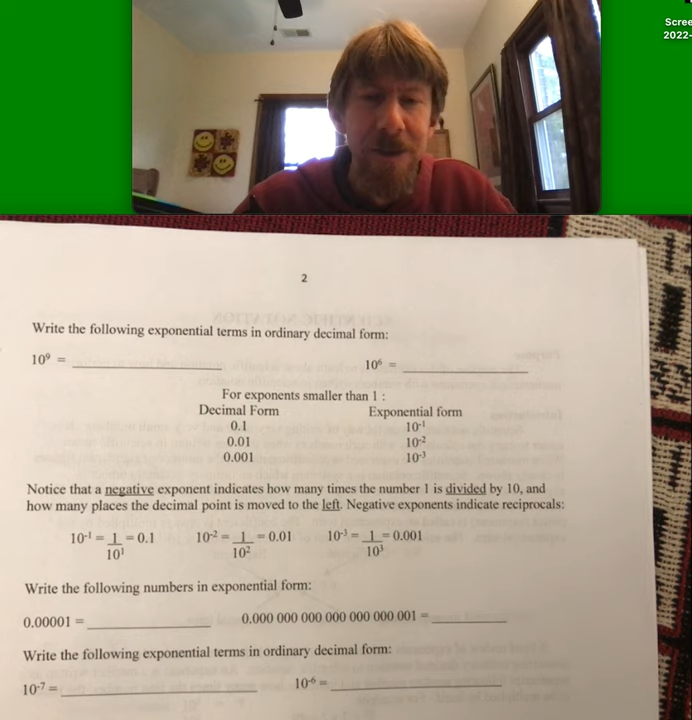 Scree
2022-
2
Write the following exponential terms in ordinary decimal form:
10⁹ = ____________ 10⁶ = ____________
For exponents smaller than 1 :
Decimal Form Exponential form
0.1 10⁻¹
0.01 10⁻²
0.001 10⁻³
Notice that a negative exponent indicates how many times the number 1 is divided by 10, and
how many places the decimal point is moved to the left. Negative exponents indicate reciprocals:
10⁻¹ = 1/10¹ = 0.1 10⁻² = 1/10² = 0.01 10⁻³ = 1/10³ = 0.001
Write the following numbers in exponential form:
0.00001 = ____________ 0.000 000 000 000 000 000 001 = ____________
Write the following exponential terms in ordinary decimal form:
10⁻⁷ = ____________ 10⁻⁶ = ____________